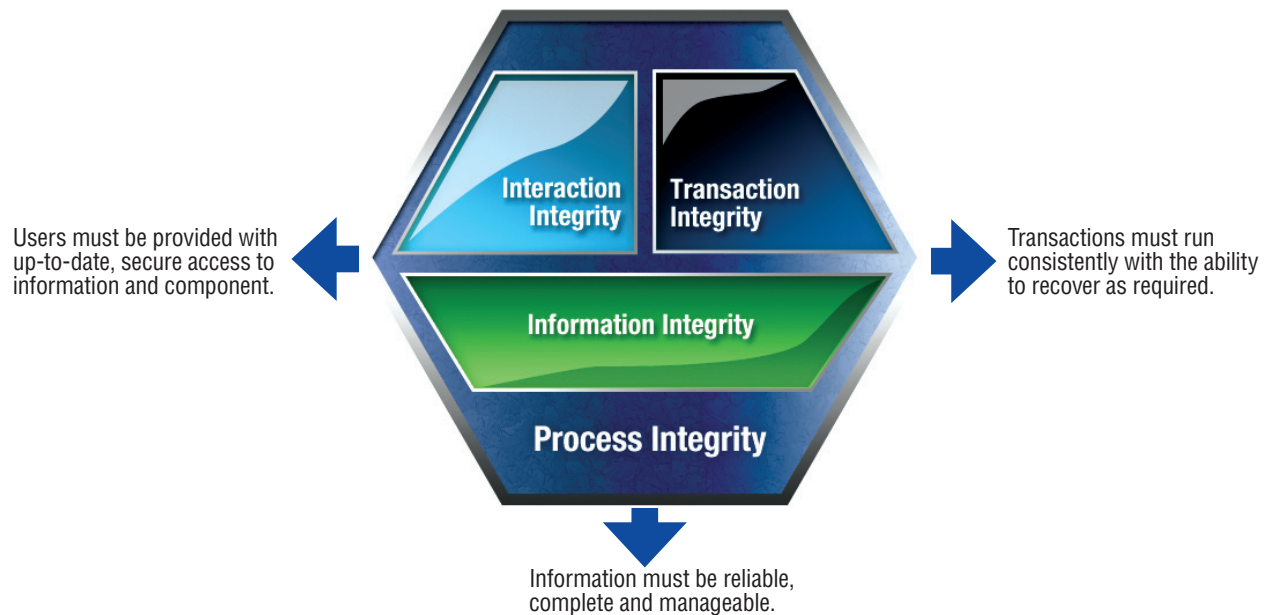 Interaction
Integrity
Transaction
Integrity
Users must be provided with
up-to-date, secure access to
information and component.
Transactions must run
consistently with the ability
to recover as required.
Information Integrity
Process Integrity
Information must be reliable,
complete and manageable.